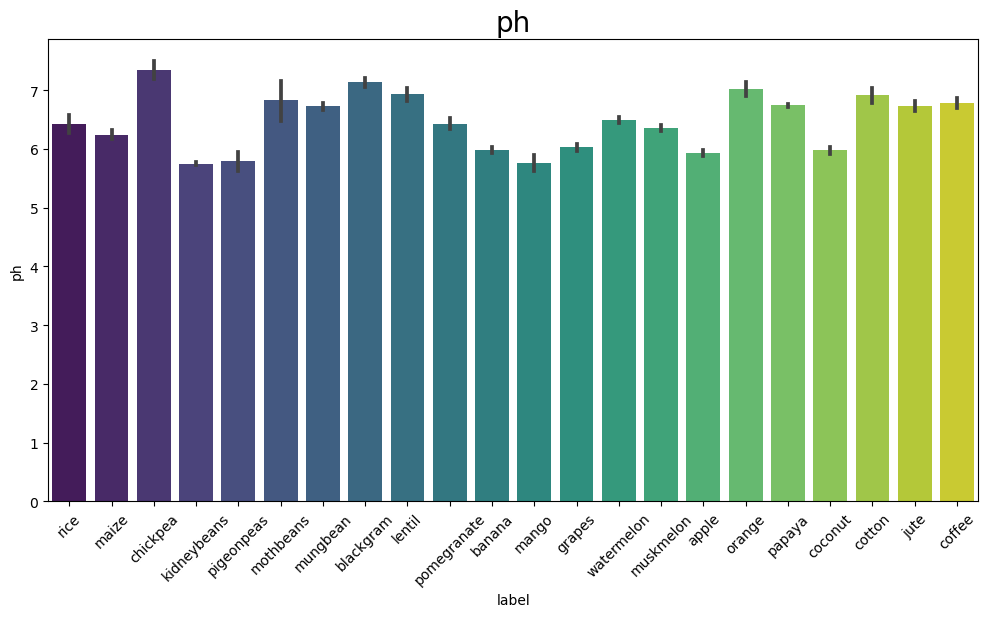 ph
ph
7
6
5
4
3
2
1
0
rice
maize
chickpea
kidneybeans
pigeonpeas
mothbeans
mungbean
blackgram
lentil
pomegranate
banana
mango
grapes
watermelon
muskmelon
apple
orange
papaya
coconut
cotton
jute
coffee
label